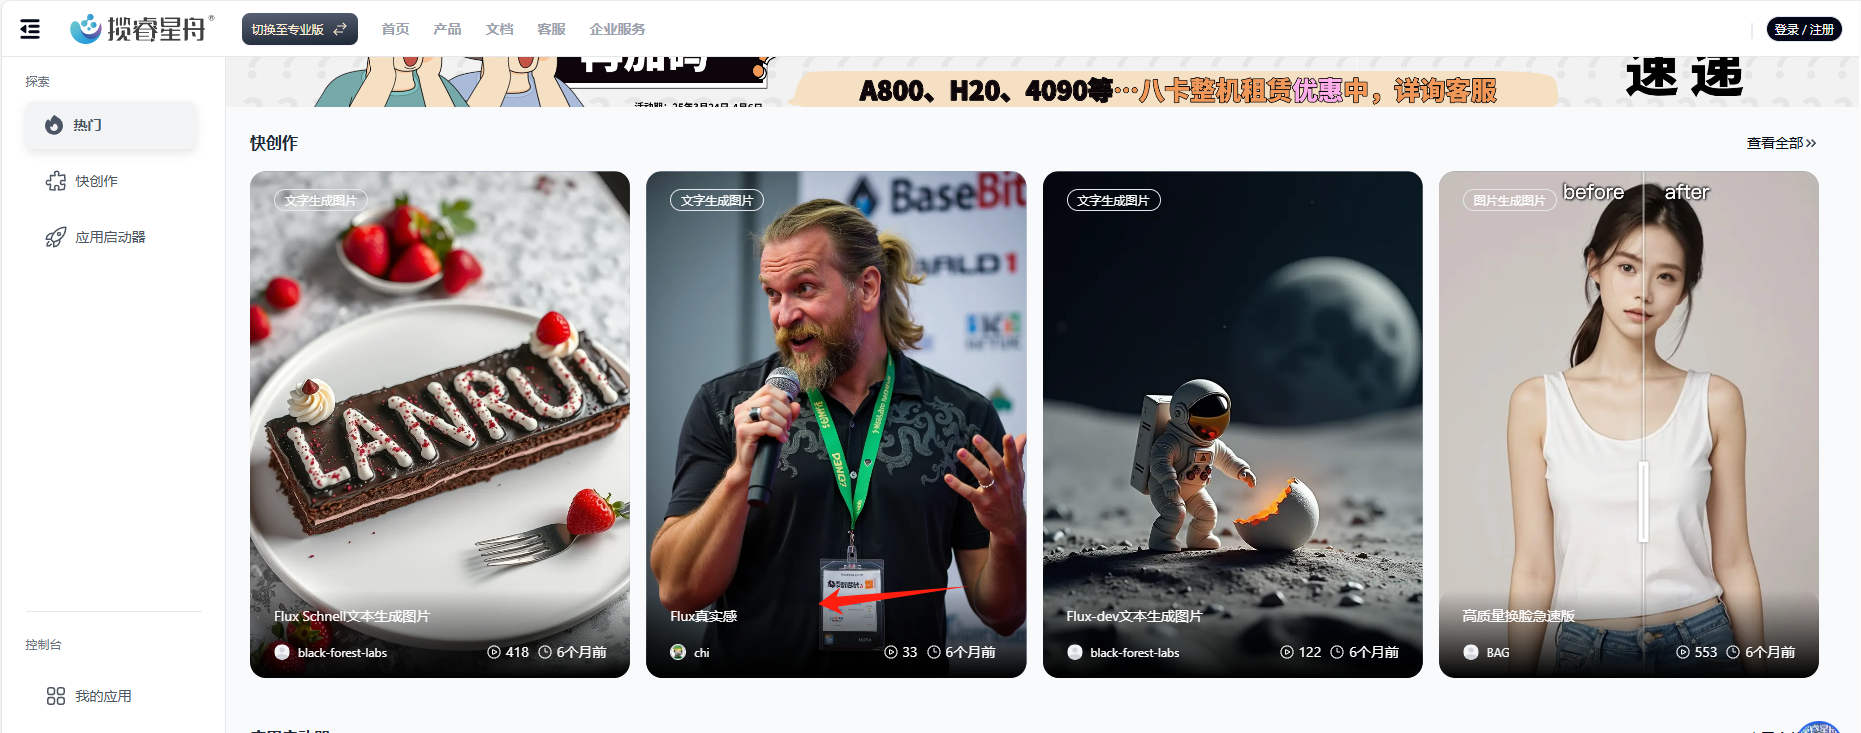 揽睿星舟®
切换至专业版
首页
产品
文档
客服
企业服务
登录 / 注册
探索
热门
快创作
应用启动器
控制台
我的应用
A800、H20、4090等…八卡整机租赁优惠中，详询客服
速递
快创作
查看全部
文字生成图片
LANRUI
Flux Schnell文本生成图片
black-forest-labs
418
6个月前
文字生成图片
BaseBit
Flux真实感
chi
33
6个月前
文字生成图片
Flux-dev文本生成图片
black-forest-labs
122
6个月前
图片生成图片
before
after
高质量换脸急速版
BAG
553
6个月前